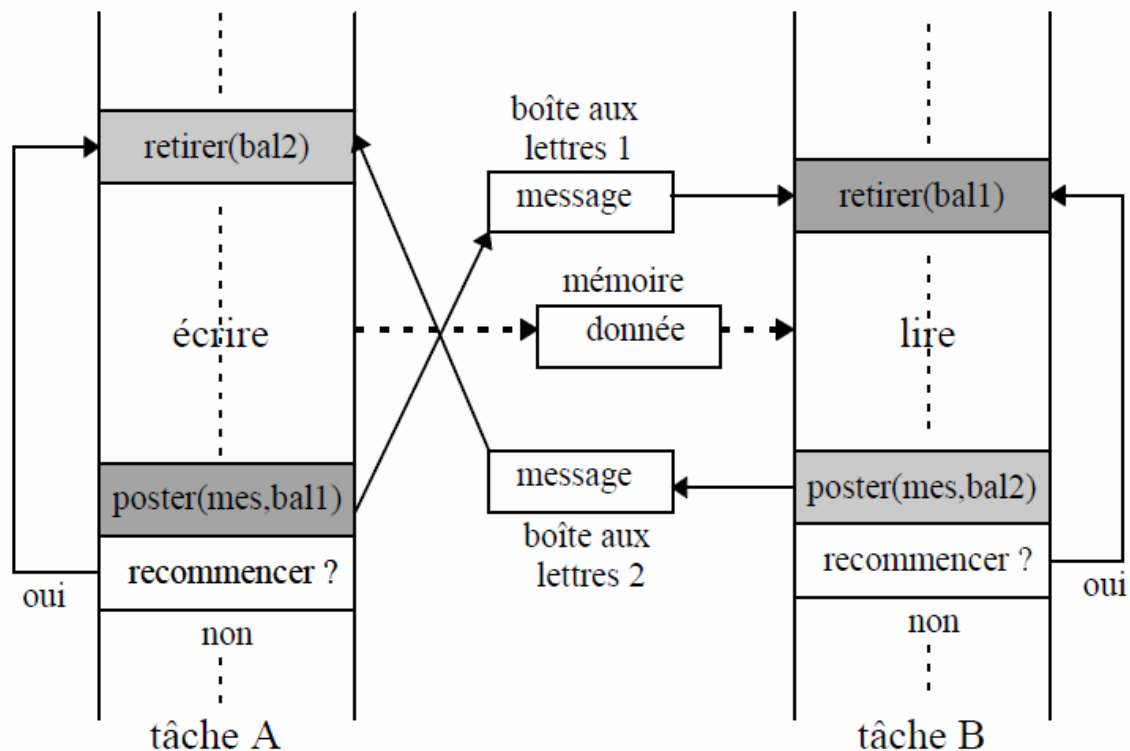 retirer(bal2)
écrire
poster(mes,bal1)
recommencer ?
oui
non
tâche A
boîte aux
lettres 1
message
mémoire
donnée
message
boîte aux
lettres 2
retirer(bal1)
lire
poster(mes,bal2)
recommencer ?
oui
non
tâche B